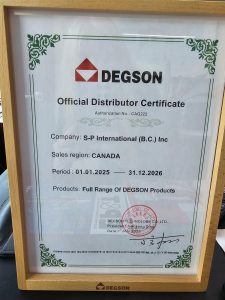 DEGSON
Official Distributor Certificate
Authorization No.: CAG222
Company: S-P International (B.C.) Inc
Sales region: CANADA
Period : 01.01.2025 —— 31.12.2026
Products: Full Range Of DEGSON Products
DEGSON